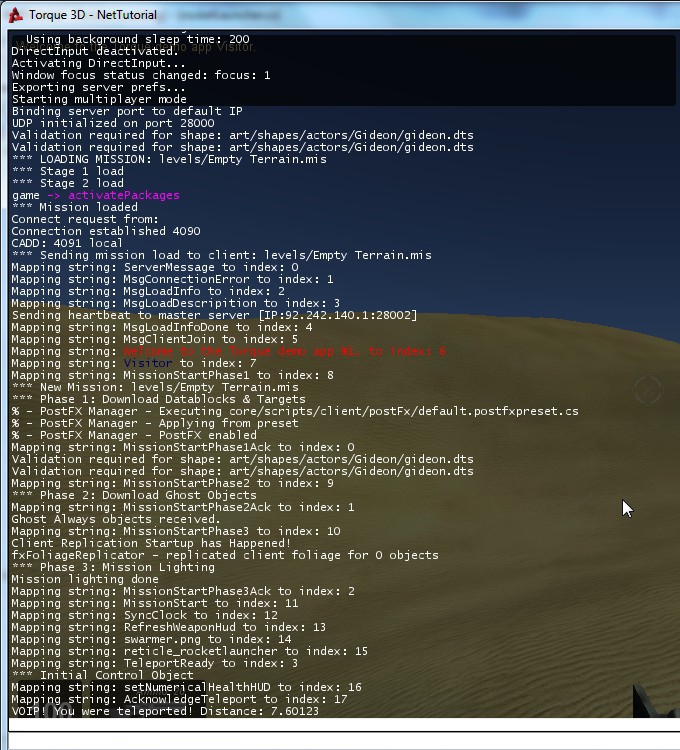 Torque 3D - NetTutorial
Using background sleep time: 200
DirectInput deactivated.
Activating DirectInput...
Window focus status changed: focus: 1
Exporting server prefs...
Starting multiplayer mode
Binding server port to default IP
UDP initialized on port 28000
Validation required for shape: art/shapes/actors/Gideon/gideon.dts
Validation required for shape: art/shapes/actors/Gideon/gideon.dts
*** LOADING MISSION: levels/Empty Terrain.mis
*** Stage 1 load
*** Stage 2 load
game -> activatePackages
*** Mission loaded
Connect request from:
Connection established 4090
CADD: 4091 local
*** Sending mission load to client: levels/Empty Terrain.mis
Mapping string: ServerMessage to index: 0
Mapping string: MsgConnectionError to index: 1
Mapping string: MsgLoadInfo to index: 2
Mapping string: MsgLoadDescripition to index: 3
Sending heartbeat to master server [IP:92.242.140.1:28002]
Mapping string: MsgLoadInfoDone to index: 4
Mapping string: MsgClientJoin to index: 5
Mapping string: Welcome to the Torque demo app %1. to index: 6
Mapping string: Visitor to index: 7
Mapping string: MissionStartPhase1 to index: 8
*** New Mission: levels/Empty Terrain.mis
*** Phase 1: Download Datablocks & Targets
% - PostFX Manager - Executing core/scripts/client/postFx/default.postfxpreset.cs
% - PostFX Manager - Applying from preset
% - PostFX Manager - PostFX enabled
Mapping string: MissionStartPhase1Ack to index: 0
Validation required for shape: art/shapes/actors/Gideon/gideon.dts
Validation required for shape: art/shapes/actors/Gideon/gideon.dts
Mapping string: MissionStartPhase2 to index: 9
*** Phase 2: Download Ghost Objects
Mapping string: MissionStartPhase2Ack to index: 1
Ghost Always objects received.
Mapping string: MissionStartPhase3 to index: 10
Client Replication Startup has Happened!
fxFoliageReplicator - replicated client foliage for 0 objects
*** Phase 3: Mission Lighting
Mission lighting done
Mapping string: MissionStartPhase3Ack to index: 2
Mapping string: MissionStart to index: 11
Mapping string: SyncClock to index: 12
Mapping string: RefreshWeaponHud to index: 13
Mapping string: swarmer.png to index: 14
Mapping string: reticle_rocketlauncher to index: 15
Mapping string: TeleportReady to index: 3
*** Initial Control Object
Mapping string: setNumericalHealthHUD to index: 16
Mapping string: AcknowledgeTeleport to index: 17
VOIP! You were teleported! Distance: 7.60123